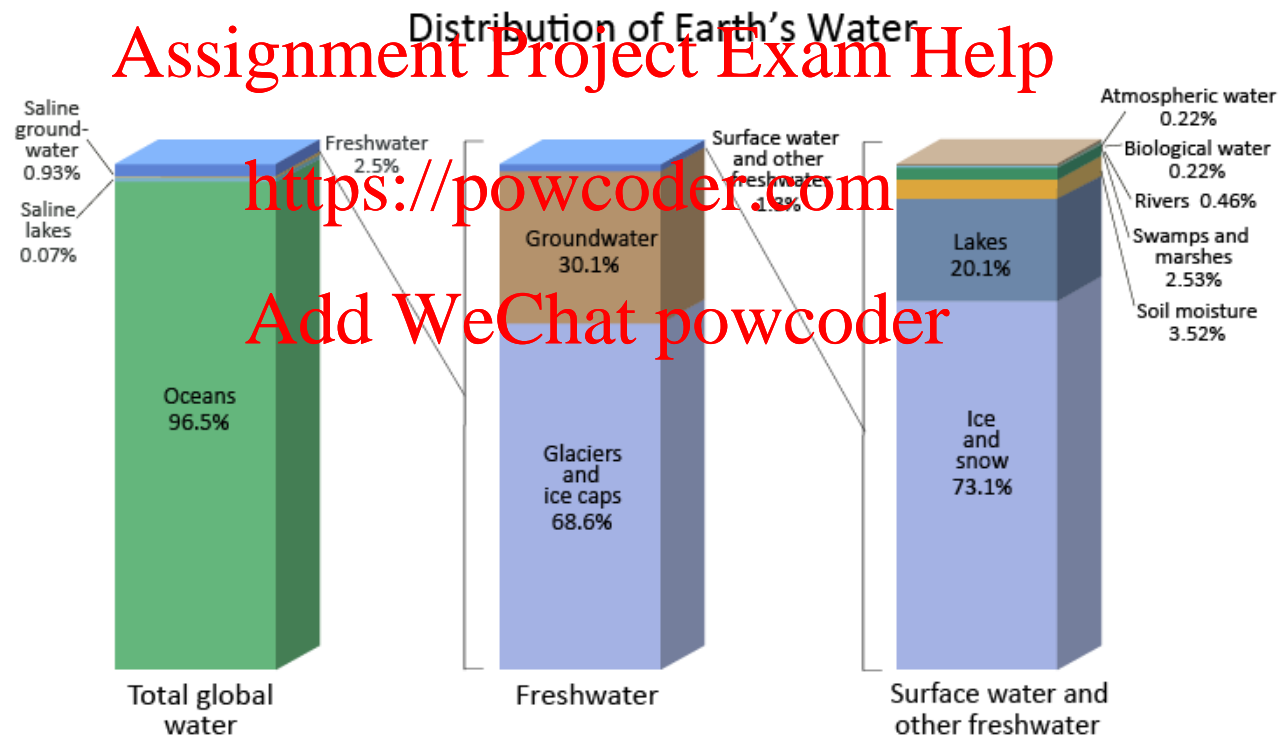 Distribution of Earth's Water
Assignment Project Exam Help
https://powcoder.com
Add WeChat powcoder
Saline
ground-
water
0.93%
Saline
lakes
0.07%
Freshwater
2.5%
Oceans
96.5%
Total global
water
Surface water
and other
freshwater
1.3%
Groundwater
30.1%
Glaciers
and
ice caps
68.6%
Freshwater
Atmospheric water
0.22%
Biological water
0.22%
Rivers 0.46%
Swamps and
marshes
2.53%
Soil moisture
3.52%
Lakes
20.1%
Ice
and
snow
73.1%
Surface water and
other freshwater